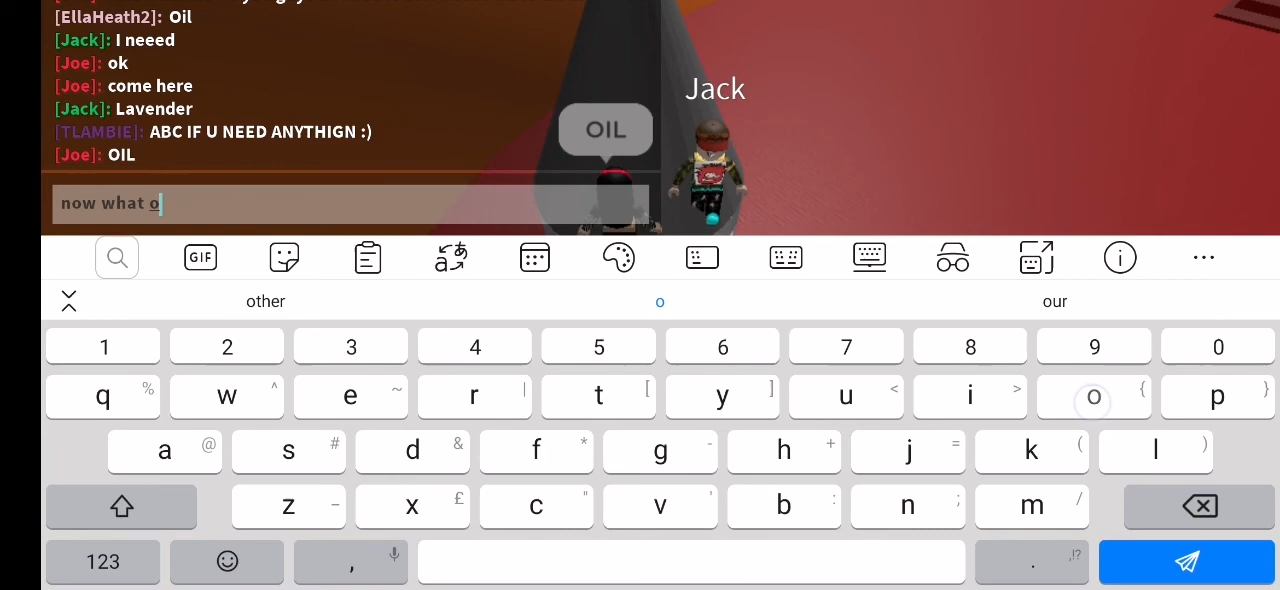 [EllaHeath2]: Oil
[Jack]: I neeed
[Joe]: ok
[Joe]: come here
[Jack]: Lavender
[TLAMBIE]: ABC IF U NEED ANYTHIGN :)
[Joe]: OIL
Jack
OIL
now what o
GIF
other o our
1 2 3 4 5 6 7 8 9 0
q % w ^ e ~ r | t [ y ] u < i > o { p }
a @ s # d & f * g - h + j = k ( l )
z _ x £ c " v ' b : n ; m /
123 , . ,!?